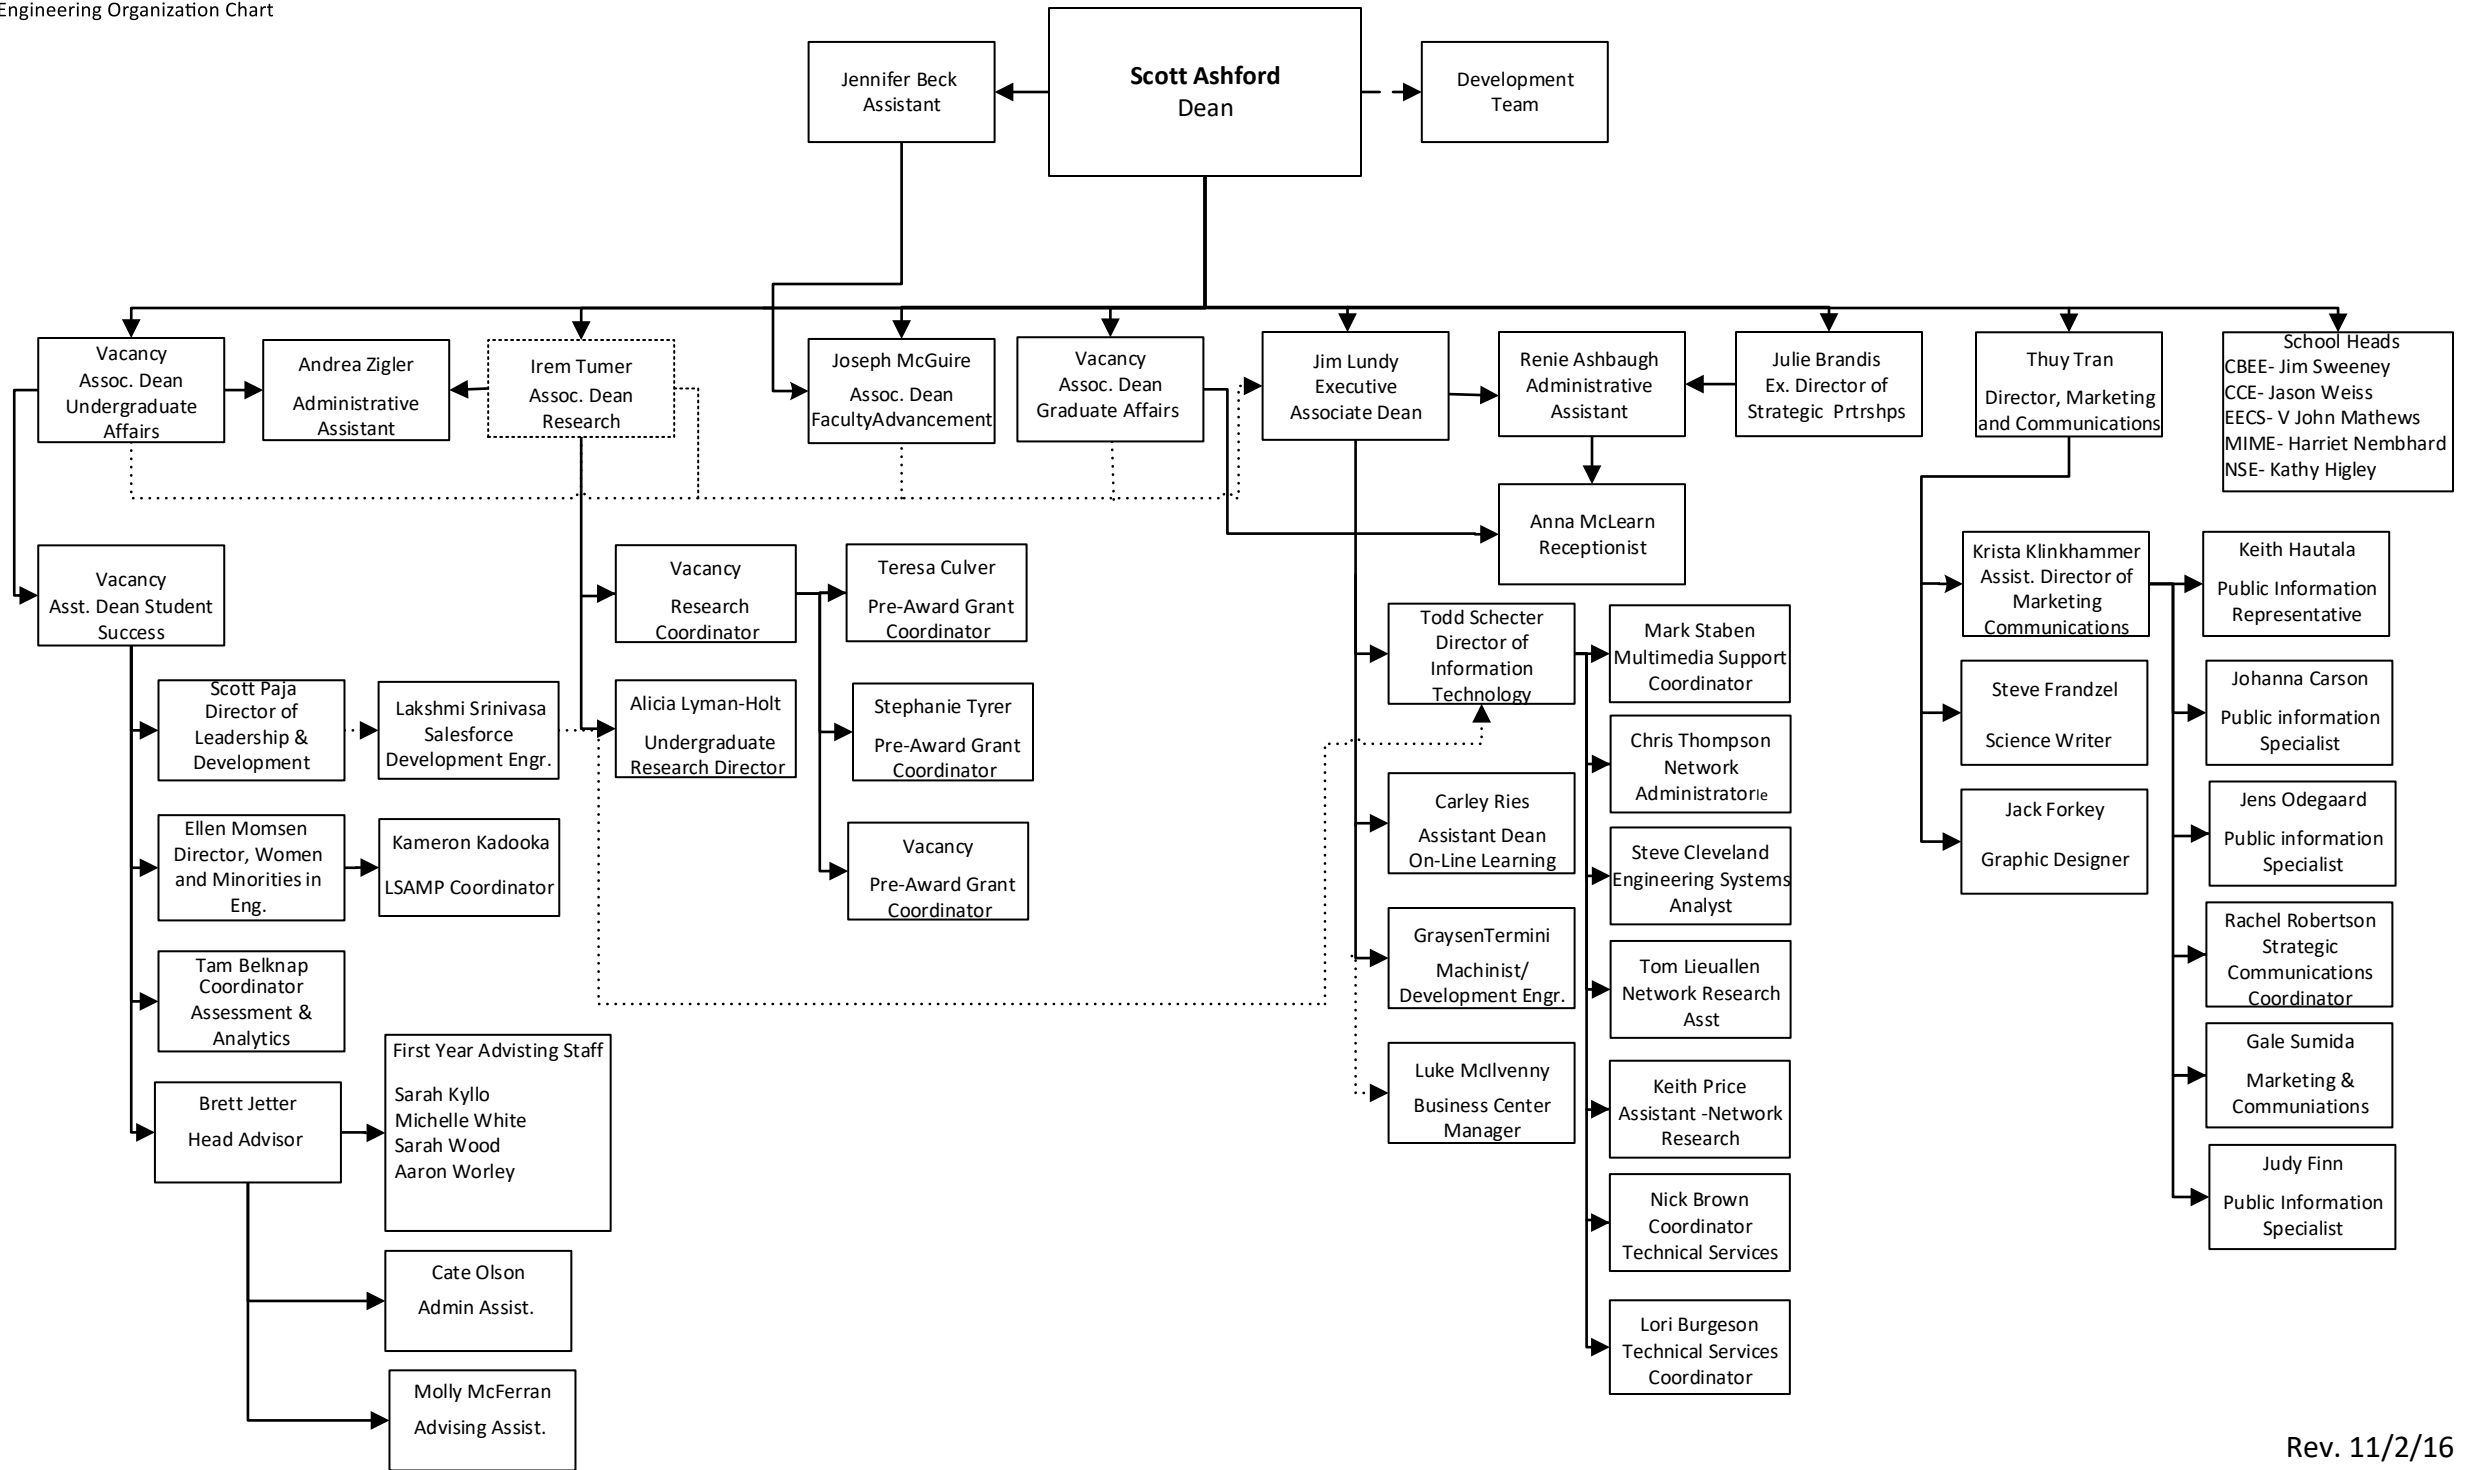 Engineering Organization Chart
Jennifer Beck
Assistant
Scott Ashford
Dean
Development
Team
Vacancy
Assoc. Dean
Undergraduate
Affairs
Andrea Zigler
Administrative
Assistant
Irem Tumer
Assoc. Dean
Research
Joseph McGuire
Assoc. Dean
FacultyAdvancement
Vacancy
Assoc. Dean
Graduate Affairs
Jim Lundy
Executive
Associate Dean
Renie Ashbaugh
Administrative
Assistant
Julie Brandis
Ex. Director of
Strategic Prtrshps
Thuy Tran
Director, Marketing
and Communications
School Heads
CBEE- Jim Sweeney
CCE- Jason Weiss
EECS- V John Mathews
MIME- Harriet Nembhard
NSE- Kathy Higley
Anna McLearn
Receptionist
Vacancy
Asst. Dean Student
Success
Vacancy
Research
Coordinator
Teresa Culver
Pre-Award Grant
Coordinator
Scott Paja
Director of
Leadership &
Development
Lakshmi Srinivasa
Salesforce
Development Engr.
Alicia Lyman-Holt
Undergraduate
Research Director
Stephanie Tyrer
Pre-Award Grant
Coordinator
Ellen Momsen
Director, Women
and Minorities in
Eng.
Kameron Kadooka
LSAMP Coordinator
Vacancy
Pre-Award Grant
Coordinator
Tam Belknap
Coordinator
Assessment &
Analytics
Brett Jetter
Head Advisor
First Year Advisting Staff
Sarah Kyllo
Michelle White
Sarah Wood
Aaron Worley
Cate Olson
Admin Assist.
Molly McFerran
Advising Assist.
Todd Schecter
Director of
Information
Technology
Carley Ries
Assistant Dean
On-Line Learning
GraysenTermini
Machinist/
Development Engr.
Luke McIlvenny
Business Center
Manager
Mark Staben
Multimedia Support
Coordinator
Chris Thompson
Network
Administratorle
Steve Cleveland
Engineering Systems
Analyst
Tom Lieuallen
Network Research
Asst
Keith Price
Assistant -Network
Research
Nick Brown
Coordinator
Technical Services
Lori Burgeson
Technical Services
Coordinator
Krista Klinkhammer
Assist. Director of
Marketing
Communications
Steve Frandzel
Science Writer
Jack Forkey
Graphic Designer
Keith Hautala
Public Information
Representative
Johanna Carson
Public information
Specialist
Jens Odegaard
Public information
Specialist
Rachel Robertson
Strategic
Communications
Coordinator
Gale Sumida
Marketing &
Communiations
Judy Finn
Public Information
Specialist
Rev. 11/2/16